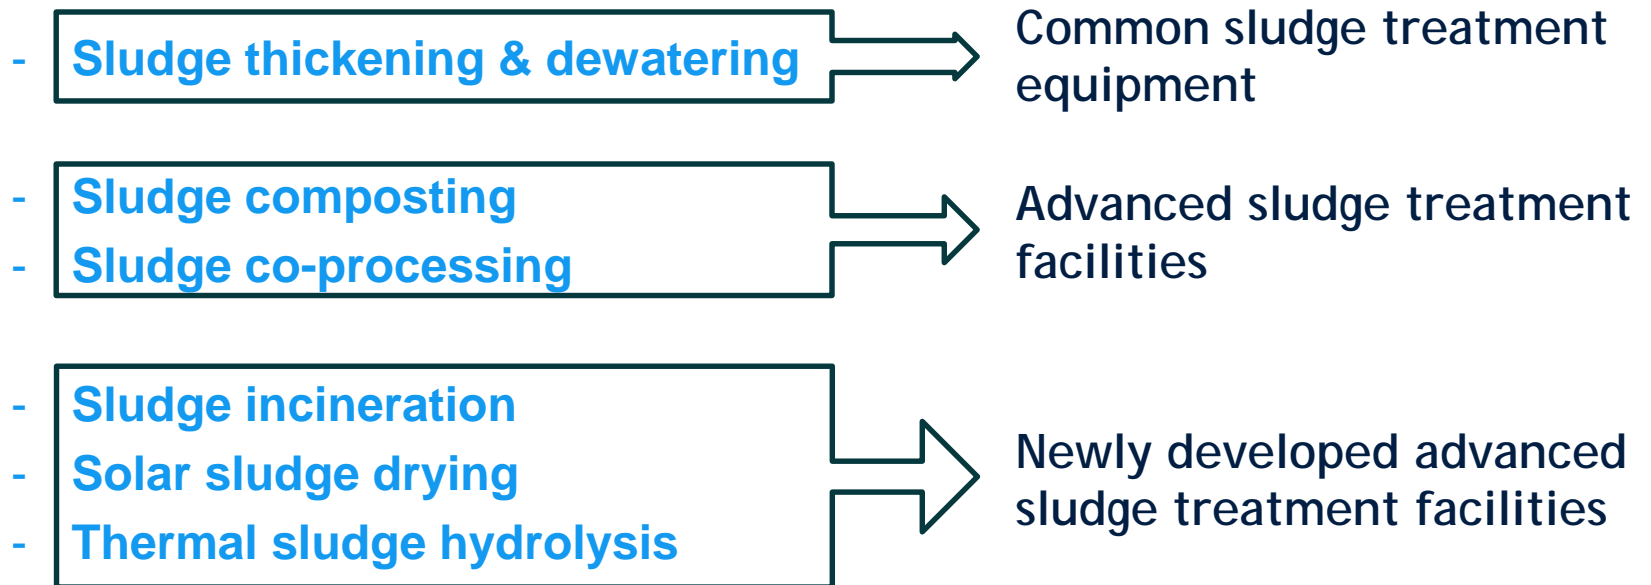 - Sludge thickening & dewatering
Common sludge treatment
equipment
- Sludge composting
- Sludge co-processing
Advanced sludge treatment
facilities
- Sludge incineration
- Solar sludge drying
- Thermal sludge hydrolysis
Newly developed advanced
sludge treatment facilities